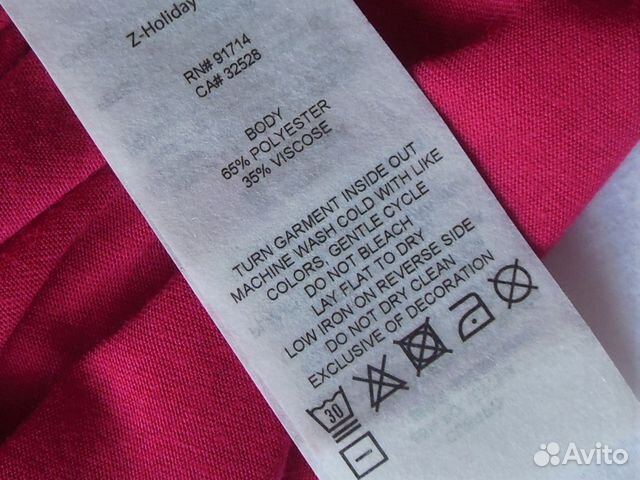 Z-Holiday
RN# 91714
CA# 32528
BODY
65% POLYESTER
35% VISCOSE
TURN GARMENT INSIDE OUT
MACHINE WASH COLD WITH LIKE
COLORS, GENTLE CYCLE
DO NOT BLEACH
LAY FLAT TO DRY
LOW IRON ON REVERSE SIDE
DO NOT DRY CLEAN
EXCLUSIVE OF DECORATION
30
Avito